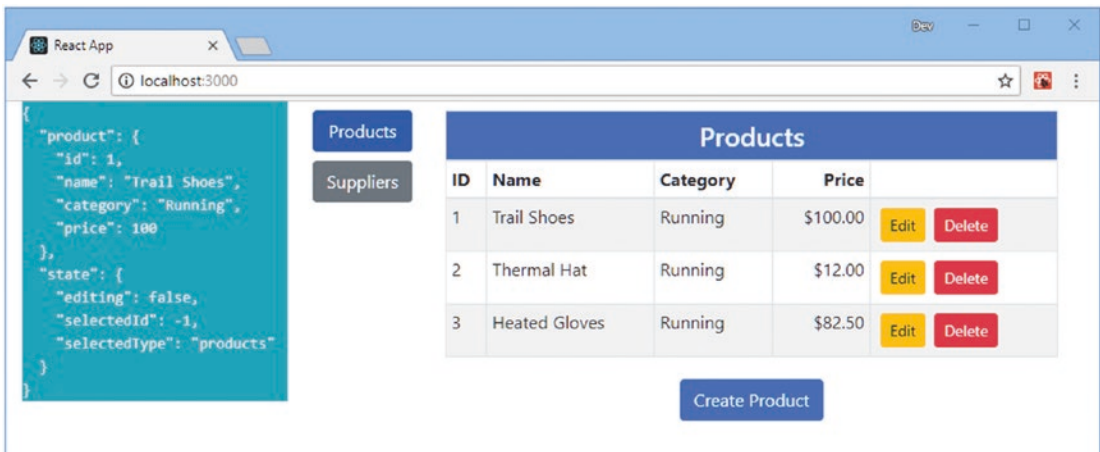 Dev
React App
localhost:3000
{
"product": {
"id": 1,
"name": "Trail Shoes",
"category": "Running",
"price": 100
},
"state": {
"editing": false,
"selectedId": -1,
"selectedType": "products"
}
}
Products
Suppliers
Products
ID Name Category Price
1 Trail Shoes Running $100.00 Edit Delete
2 Thermal Hat Running $12.00 Edit Delete
3 Heated Gloves Running $82.50 Edit Delete
Create Product